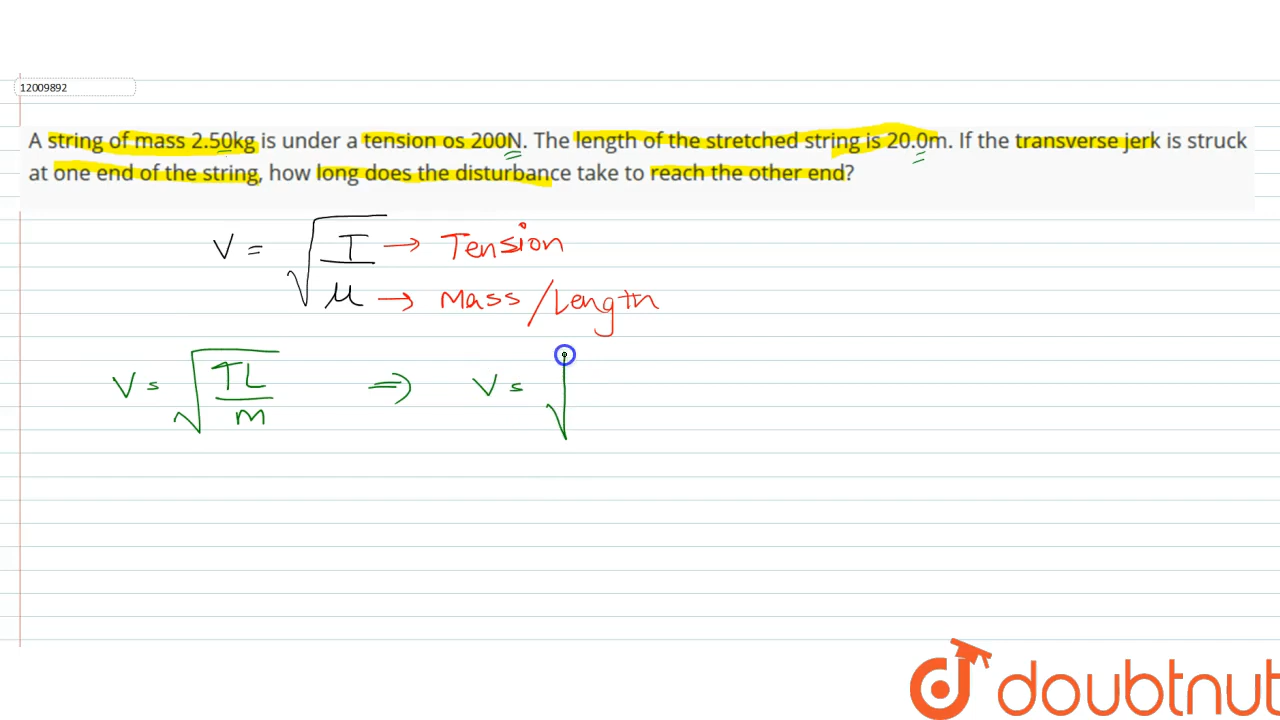 12009892
A string of mass 2.50kg is under a tension os 200N. The length of the stretched string is 20.0m. If the transverse jerk is struck
at one end of the string, how long does the disturbance take to reach the other end?
V = √(T/μ)
T → Tension
μ → Mass / Length
V = √(TL/m) ⇒ V = √
doubtnut